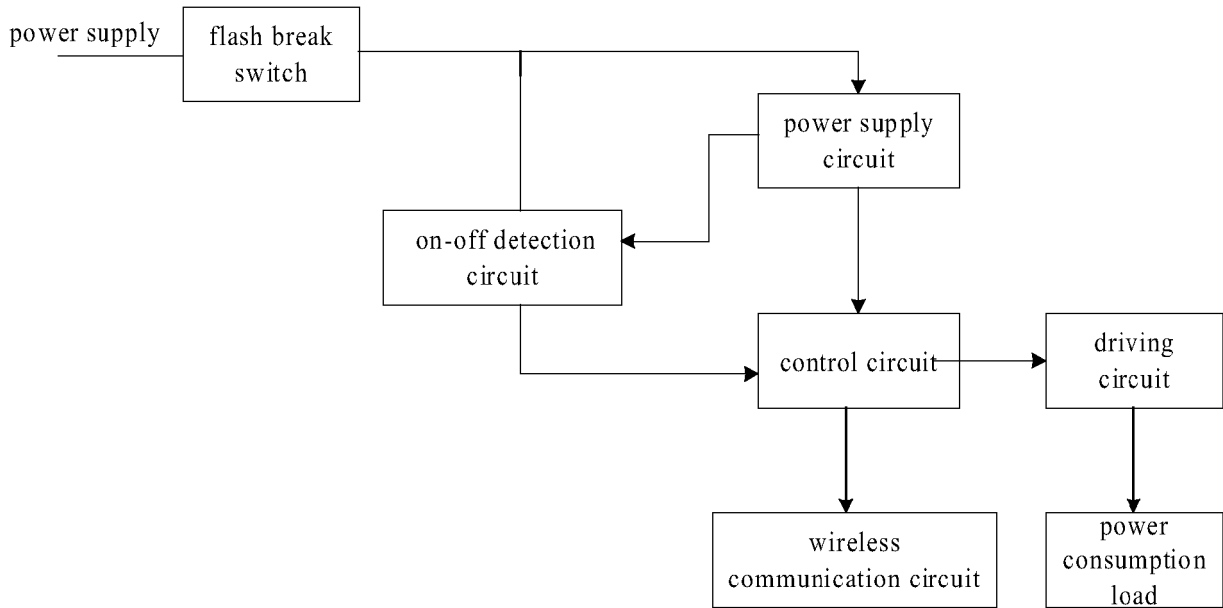 power supply
flash break
switch
power supply
circuit
on-off detection
circuit
control circuit
driving
circuit
wireless
communication circuit
power
consumption
load